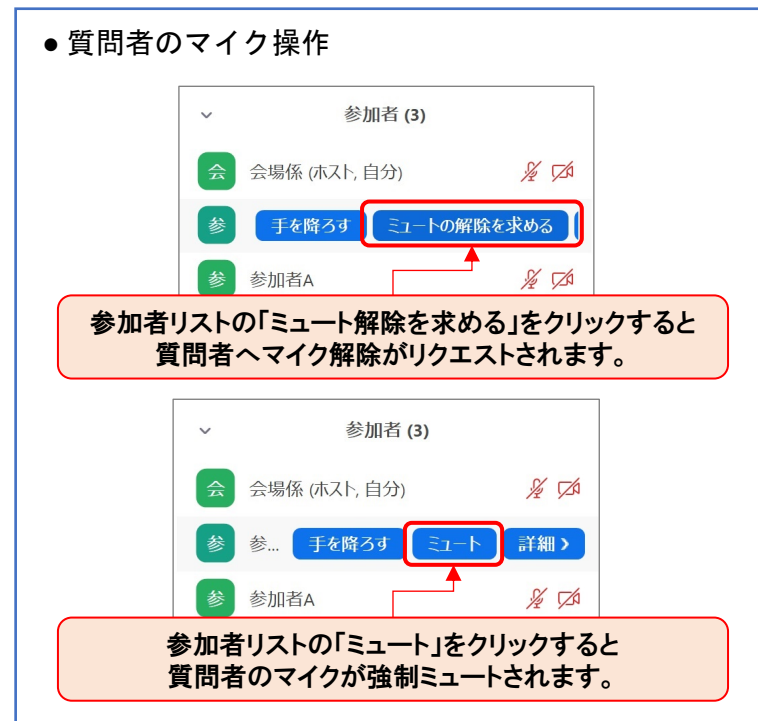 ● 質問者のマイク操作
参加者 (3)
会 会場係 (ホスト, 自分)
参 手を降ろす ミュートの解除を求める
参 参加者A
参加者リストの「ミュート解除を求める」をクリックすると
質問者へマイク解除がリクエストされます。
参加者 (3)
会 会場係 (ホスト, 自分)
参 参... 手を降ろす ミュート 詳細 >
参 参加者A
参加者リストの「ミュート」をクリックすると
質問者のマイクが強制ミュートされます。